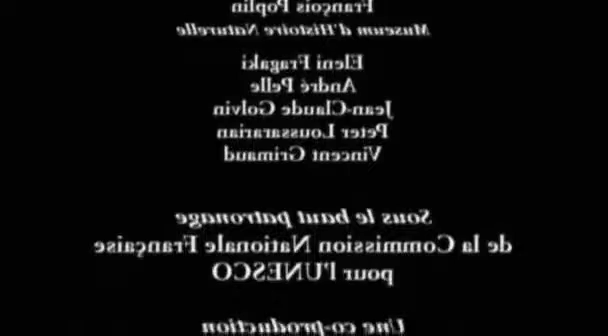 François Poplin
Museum d'Histoire Naturelle
Eleni Fragaki
André Pelle
Jean-Claude Golvin
Peter Loussararian
Vincent Grimaud
Sous le haut patronage
de la Commission Nationale Française
pour l'UNESCO
Une co-production